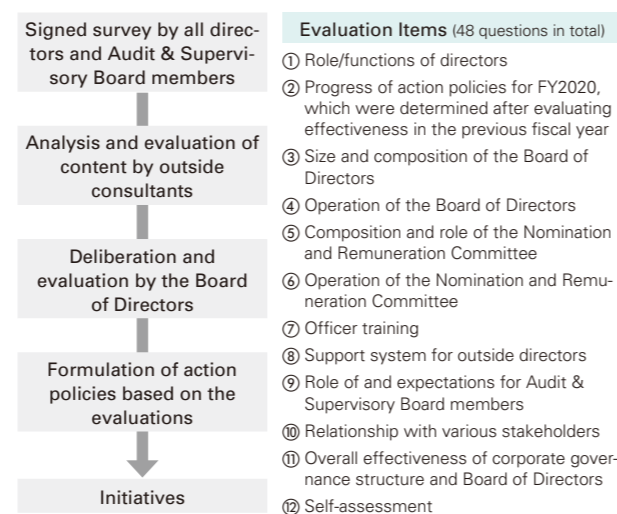 Signed survey by all direc-
tors and Audit & Supervi-
sory Board members
Analysis and evaluation of
content by outside
consultants
Deliberation and
evaluation by the Board
of Directors
Formulation of action
policies based on the
evaluations
Initiatives
Evaluation Items (48 questions in total)
① Role/functions of directors
② Progress of action policies for FY2020,
which were determined after evaluating
effectiveness in the previous fiscal year
③ Size and composition of the Board of
Directors
④ Operation of the Board of Directors
⑤ Composition and role of the Nomination
and Remuneration Committee
⑥ Operation of the Nomination and Remu-
neration Committee
⑦ Officer training
⑧ Support system for outside directors
⑨ Role of and expectations for Audit &
Supervisory Board members
⑩ Relationship with various stakeholders
⑪ Overall effectiveness of corporate gover-
nance structure and Board of Directors
⑫ Self-assessment